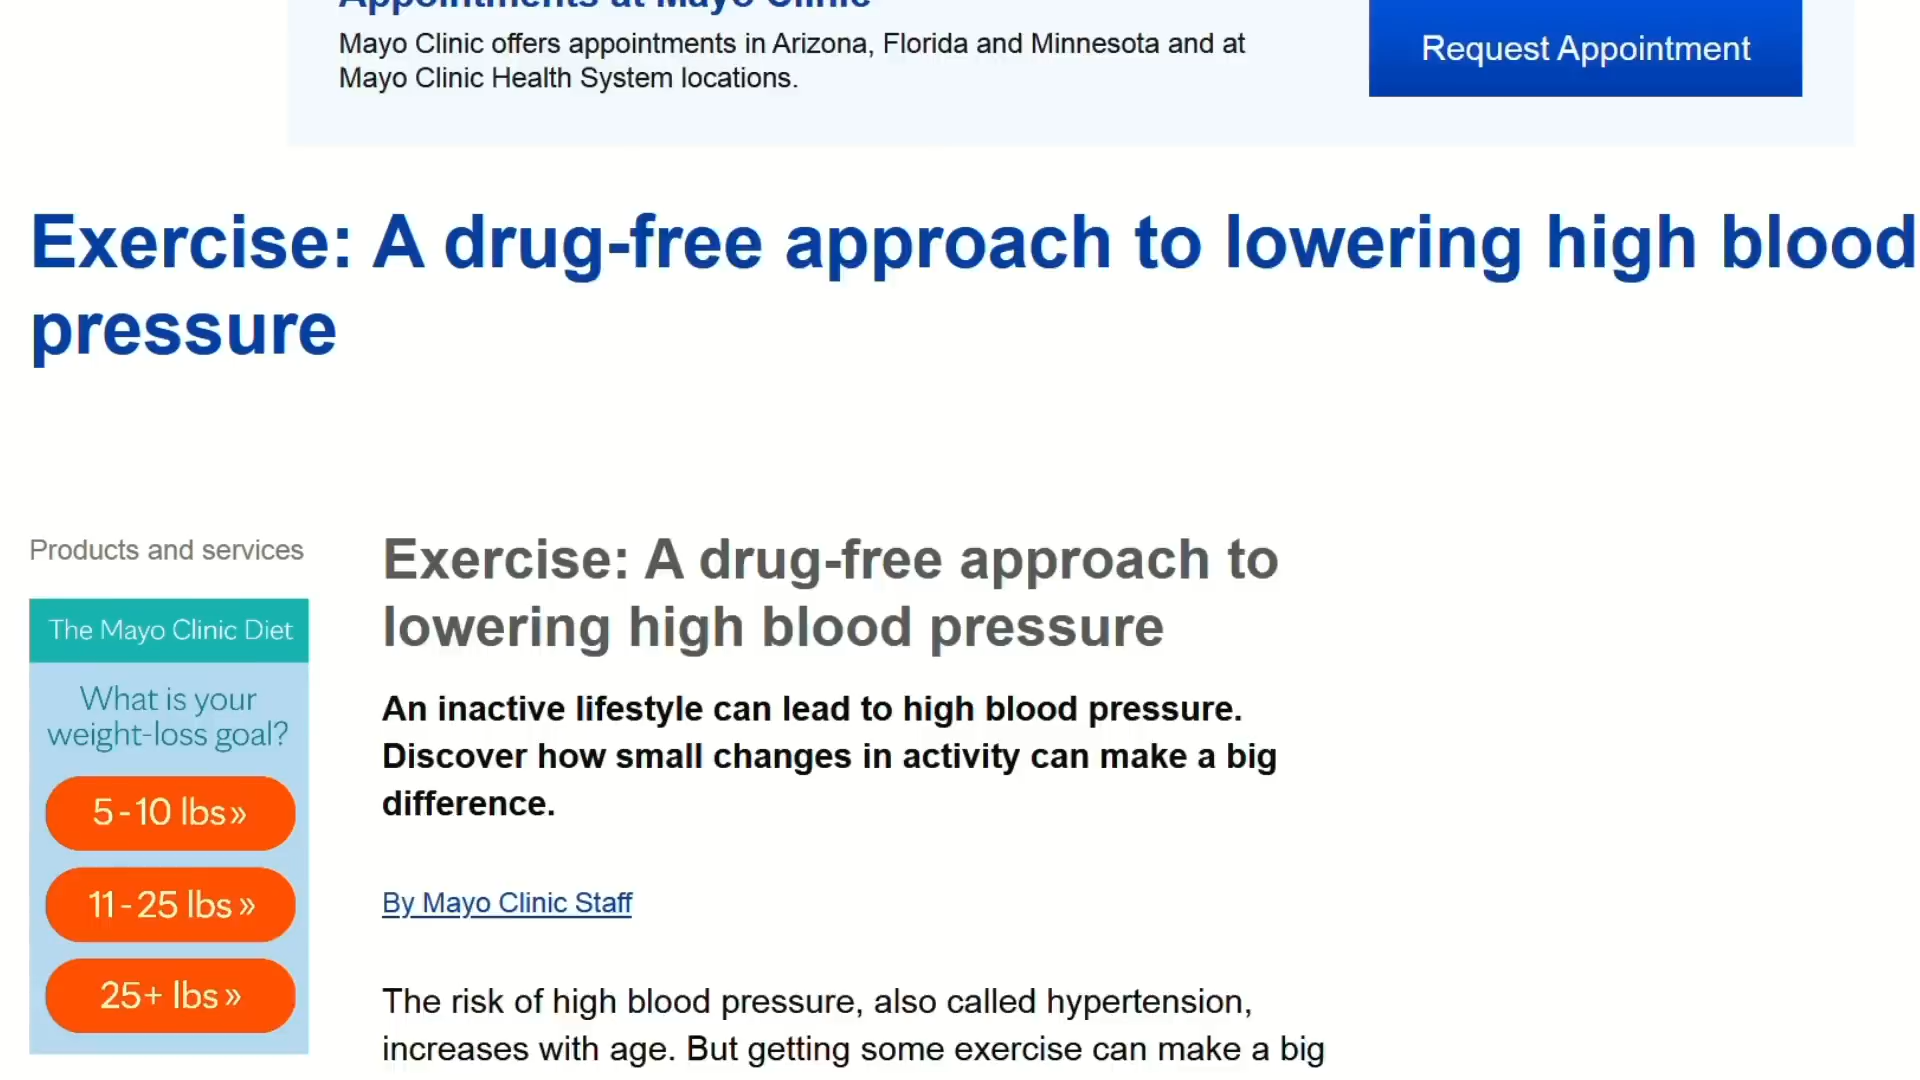 Appointments at Mayo Clinic
Mayo Clinic offers appointments in Arizona, Florida and Minnesota and at
Mayo Clinic Health System locations.
Request Appointment
Exercise: A drug-free approach to lowering high blood
pressure
Products and services
The Mayo Clinic Diet
What is your
weight-loss goal?
5-10 lbs»
11-25 lbs»
25+ lbs»
Exercise: A drug-free approach to
lowering high blood pressure
An inactive lifestyle can lead to high blood pressure.
Discover how small changes in activity can make a big
difference.
By Mayo Clinic Staff
The risk of high blood pressure, also called hypertension,
increases with age. But getting some exercise can make a big